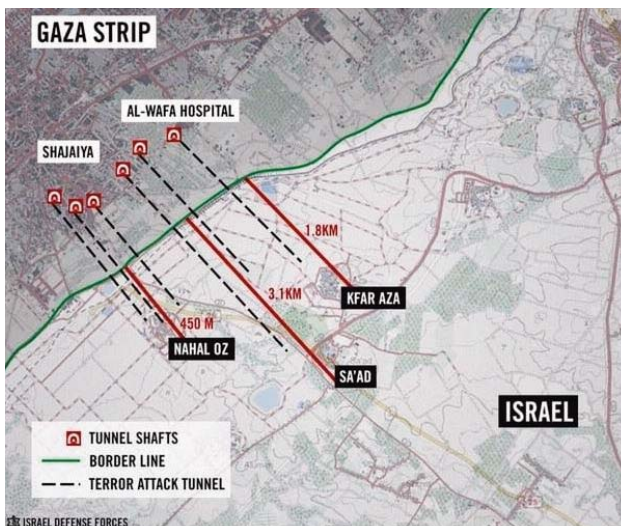 GAZA STRIP
AL-WAFA HOSPITAL
SHAJAIYA
1.8KM
KFAR AZA
3.1KM
450 M
NAHAL OZ
SA'AD
ISRAEL
TUNNEL SHAFTS
BORDER LINE
TERROR ATTACK TUNNEL
ISRAEL DEFENSE FORCES